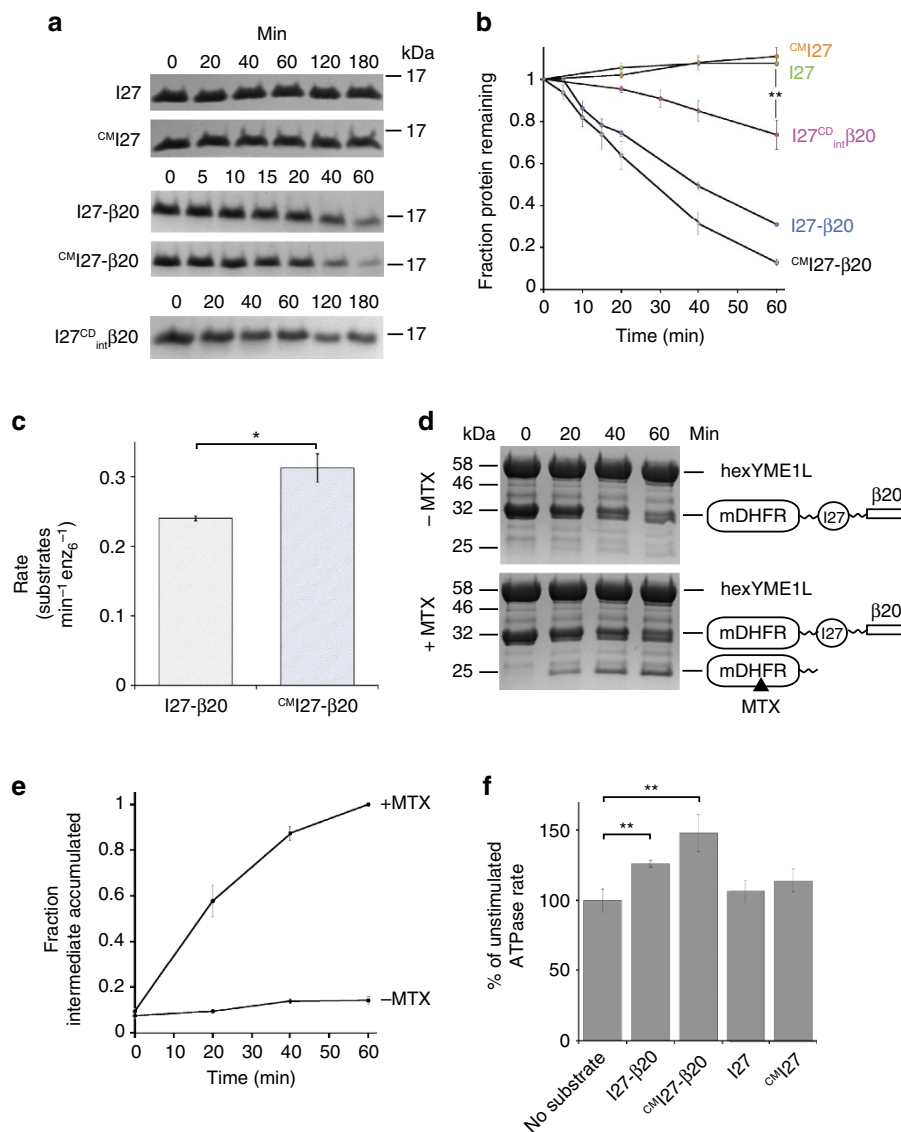 a
Min
0 20 40 60 120 180 kDa
I27
17
CMI27
17
0 5 10 15 20 40 60
I27-β20
17
CMI27-β20
17
0 20 40 60 120 180
I27CDintβ20
17
b
Fraction protein remaining
1
0.8
0.6
0.4
0.2
0
0 10 20 30 40 50 60
Time (min)
CMI27
I27
**
I27CDintβ20
I27-β20
CMI27-β20
c
Rate
(substrates
min−1 enz6−1)
0.3
0.2
0.1
0
*
I27-β20
CMI27-β20
d
kDa 0 20 40 60 Min
− MTX
58
46
32
25
hexYME1L
β20
mDHFR I27
+ MTX
58
46
32
25
hexYME1L
β20
mDHFR I27
mDHFR
MTX
e
Fraction
intermediate accumulated
1
0.8
0.6
0.4
0.2
0
0 10 20 30 40 50 60
Time (min)
+MTX
−MTX
f
% of unstimulated
ATPase rate
150
100
50
0
**
**
No substrate
I27-β20
CMI27-β20
I27
CMI27